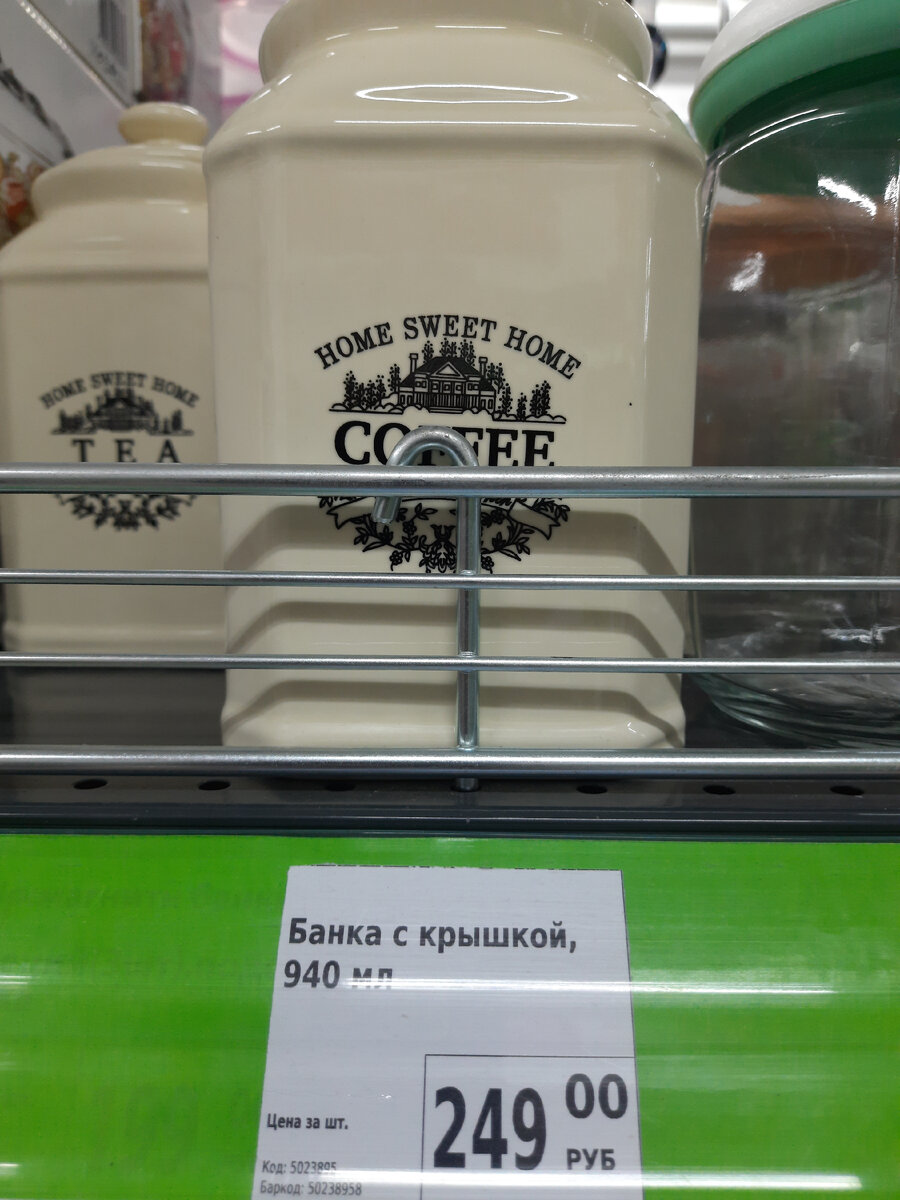 HOME SWEET HOME
TEA
HOME SWEET HOME
COFFEE
Банка с крышкой,
940 мл
Цена за шт.
249 00
РУБ
Код: 5023895
Баркод: 50238958